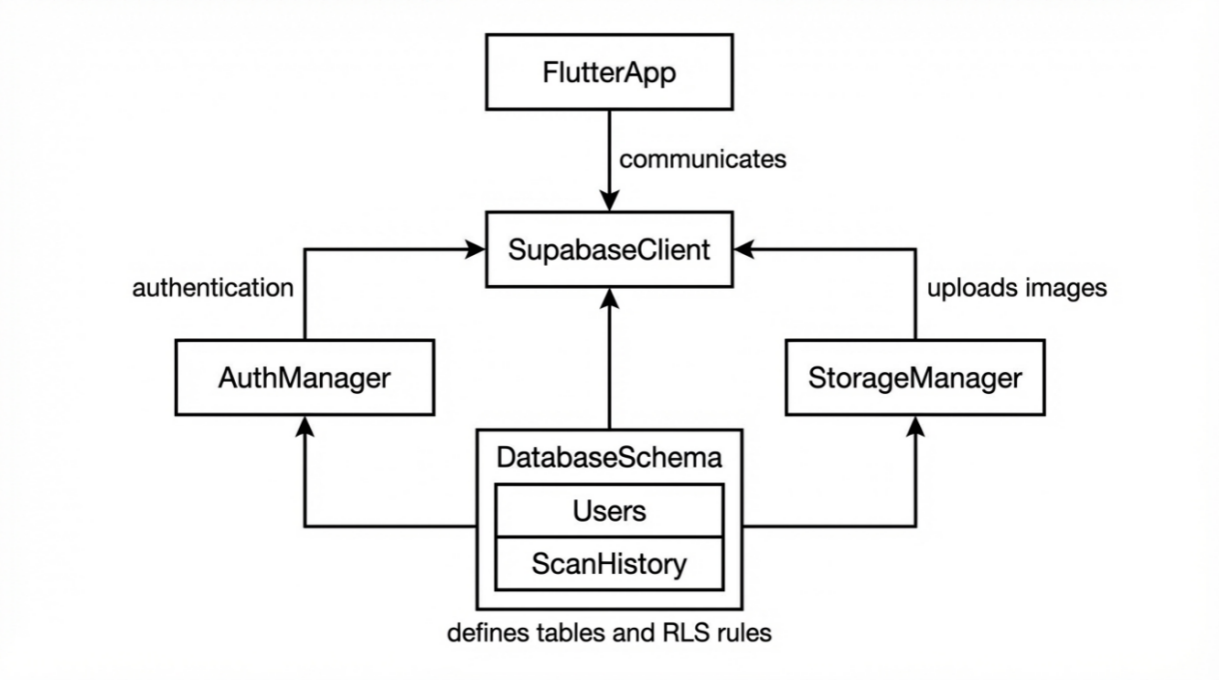 FlutterApp
communicates
SupabaseClient
authentication
uploads images
AuthManager
StorageManager
DatabaseSchema
Users
ScanHistory
defines tables and RLS rules